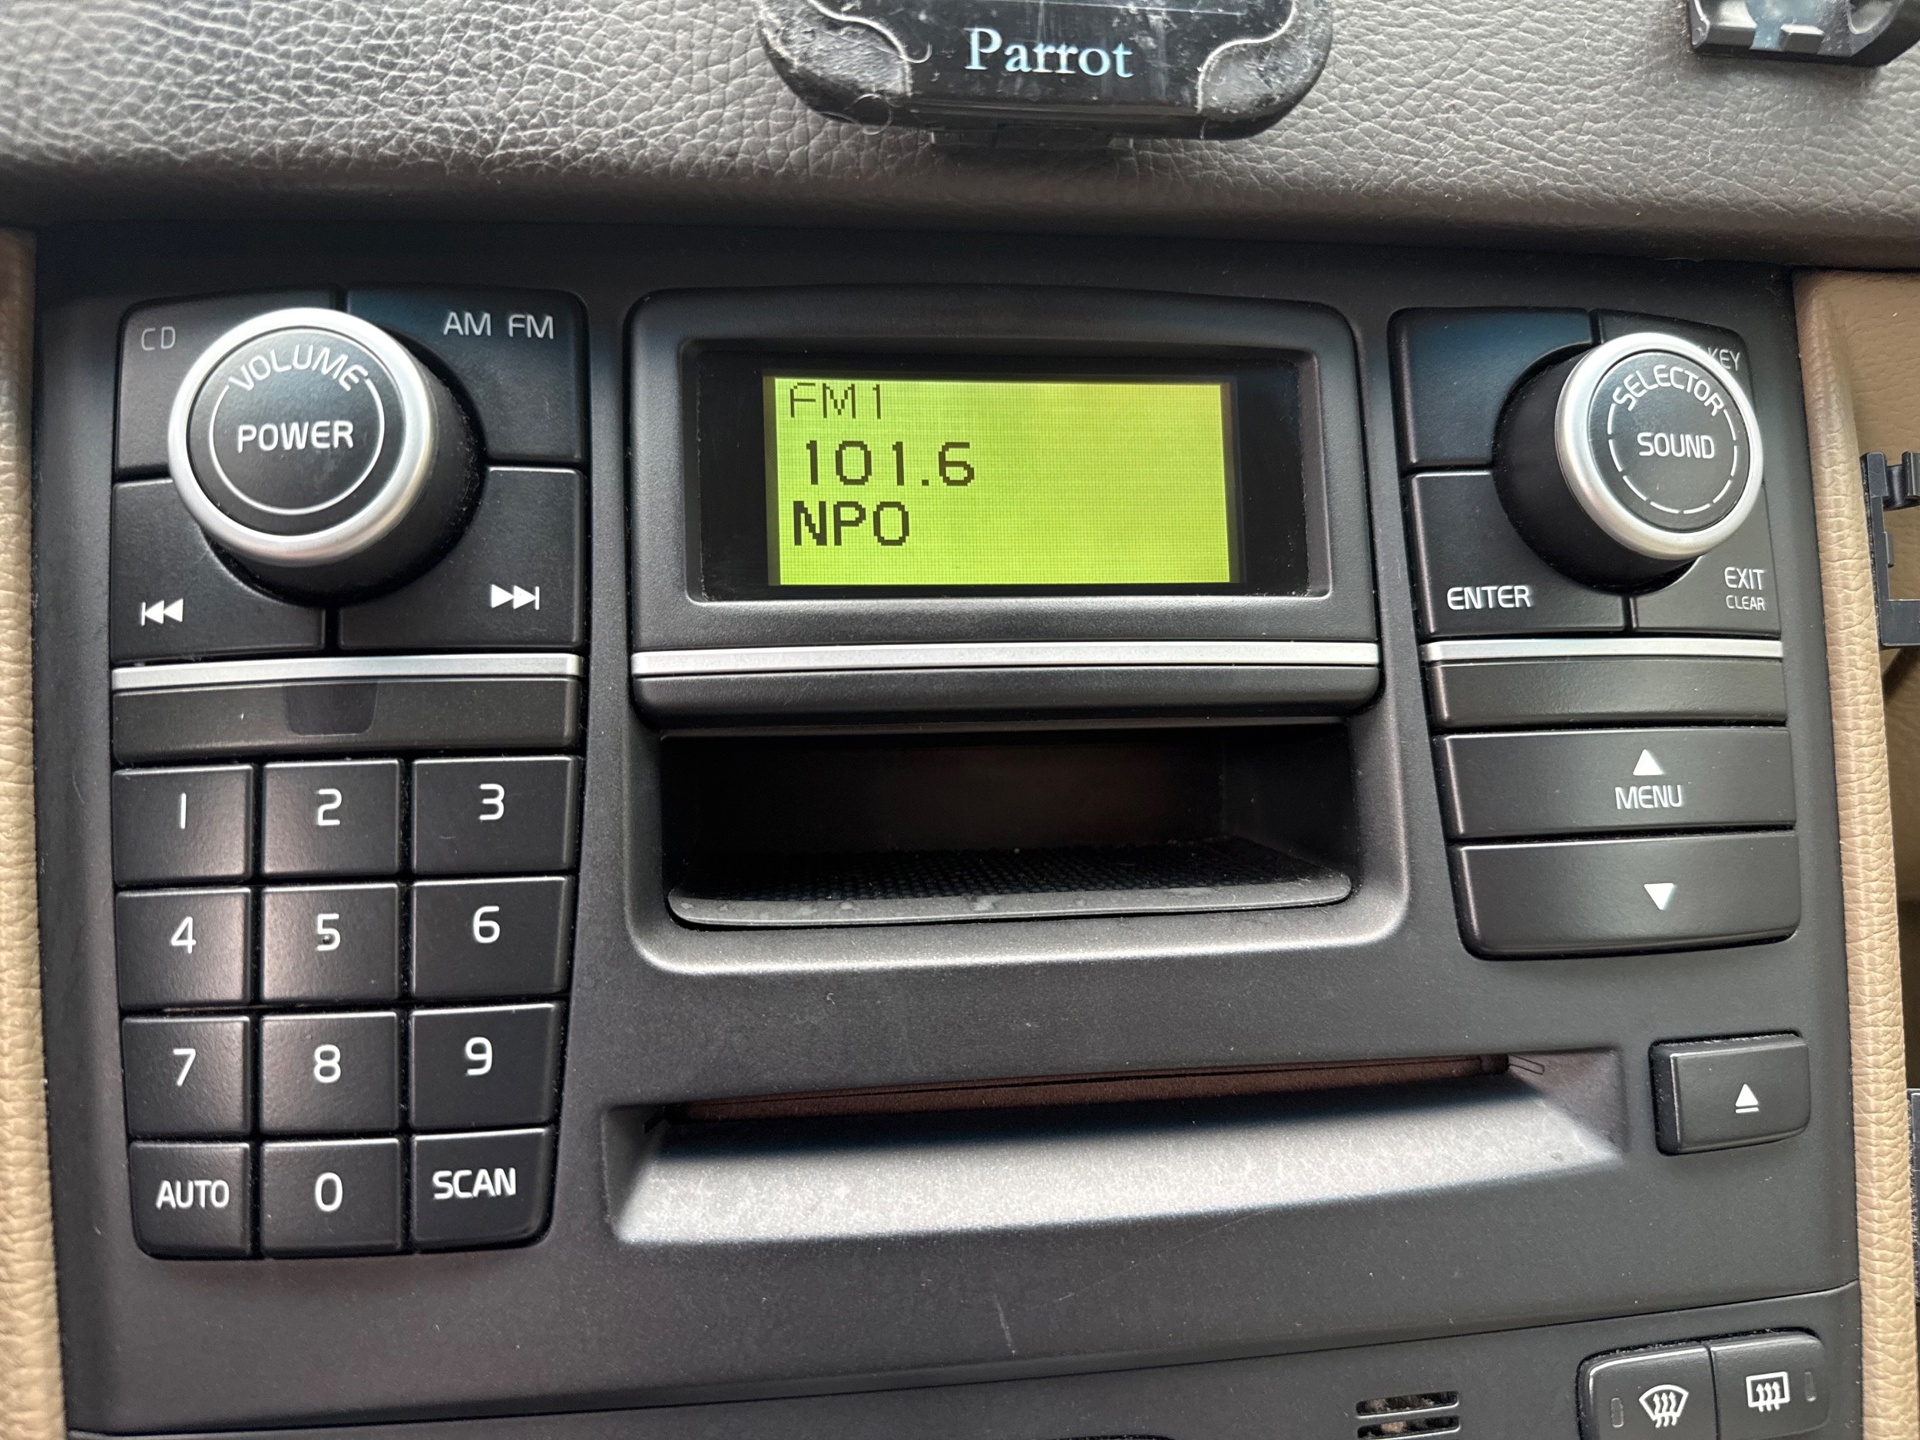 Parrot
CD
VOLUME
POWER
AM FM
FM1
101.6
NPO
KEY
SELECTOR
SOUND
ENTER
EXIT
CLEAR
MENU
1 2 3
4 5 6
7 8 9
AUTO 0 SCAN